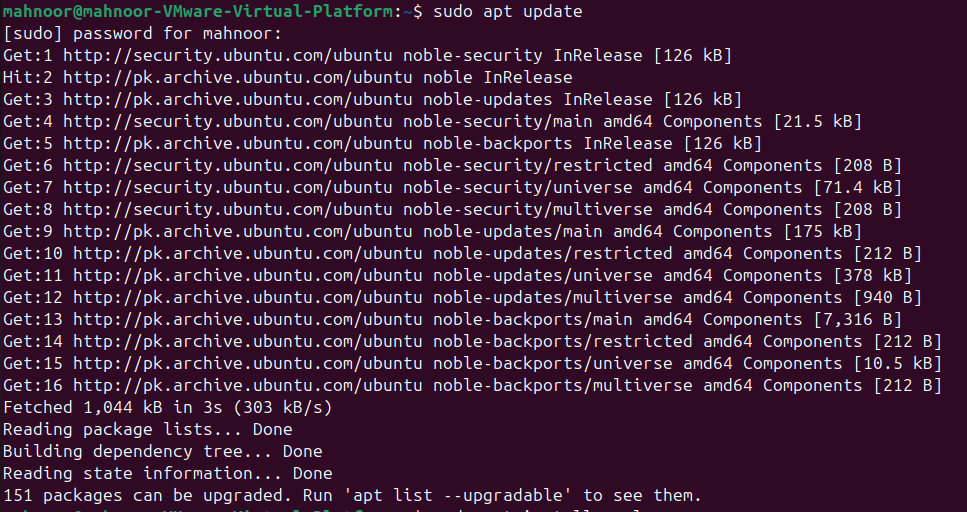 mahnoor@mahnoor-VMware-Virtual-Platform:~$ sudo apt update
[sudo] password for mahnoor:
Get:1 http://security.ubuntu.com/ubuntu noble-security InRelease [126 kB]
Hit:2 http://pk.archive.ubuntu.com/ubuntu noble InRelease
Get:3 http://pk.archive.ubuntu.com/ubuntu noble-updates InRelease [126 kB]
Get:4 http://security.ubuntu.com/ubuntu noble-security/main amd64 Components [21.5 kB]
Get:5 http://pk.archive.ubuntu.com/ubuntu noble-backports InRelease [126 kB]
Get:6 http://security.ubuntu.com/ubuntu noble-security/restricted amd64 Components [208 B]
Get:7 http://security.ubuntu.com/ubuntu noble-security/universe amd64 Components [71.4 kB]
Get:8 http://security.ubuntu.com/ubuntu noble-security/multiverse amd64 Components [208 B]
Get:9 http://pk.archive.ubuntu.com/ubuntu noble-updates/main amd64 Components [175 kB]
Get:10 http://pk.archive.ubuntu.com/ubuntu noble-updates/restricted amd64 Components [212 B]
Get:11 http://pk.archive.ubuntu.com/ubuntu noble-updates/universe amd64 Components [378 kB]
Get:12 http://pk.archive.ubuntu.com/ubuntu noble-updates/multiverse amd64 Components [940 B]
Get:13 http://pk.archive.ubuntu.com/ubuntu noble-backports/main amd64 Components [7,316 B]
Get:14 http://pk.archive.ubuntu.com/ubuntu noble-backports/restricted amd64 Components [212 B]
Get:15 http://pk.archive.ubuntu.com/ubuntu noble-backports/universe amd64 Components [10.5 kB]
Get:16 http://pk.archive.ubuntu.com/ubuntu noble-backports/multiverse amd64 Components [212 B]
Fetched 1,044 kB in 3s (303 kB/s)
Reading package lists... Done
Building dependency tree... Done
Reading state information... Done
151 packages can be upgraded. Run 'apt list --upgradable' to see them.